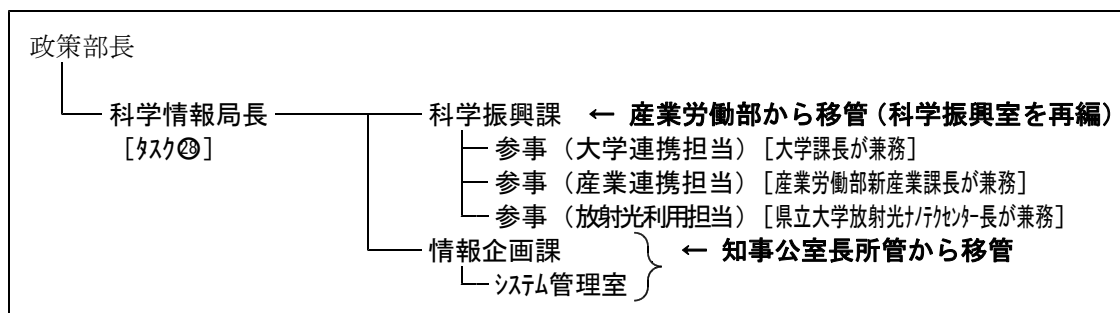 政策部長
科学情報局長 科学振興課 ← 産業労働部から移管(科学振興室を再編)
[タスク㉘] 参事(大学連携担当)[大学課長が兼務]
参事(産業連携担当)[産業労働部新産業課長が兼務]
参事(放射光利用担当)[県立大学放射光ナノテクセンター長が兼務]
情報企画課 ← 知事公室長所管から移管
システム管理室